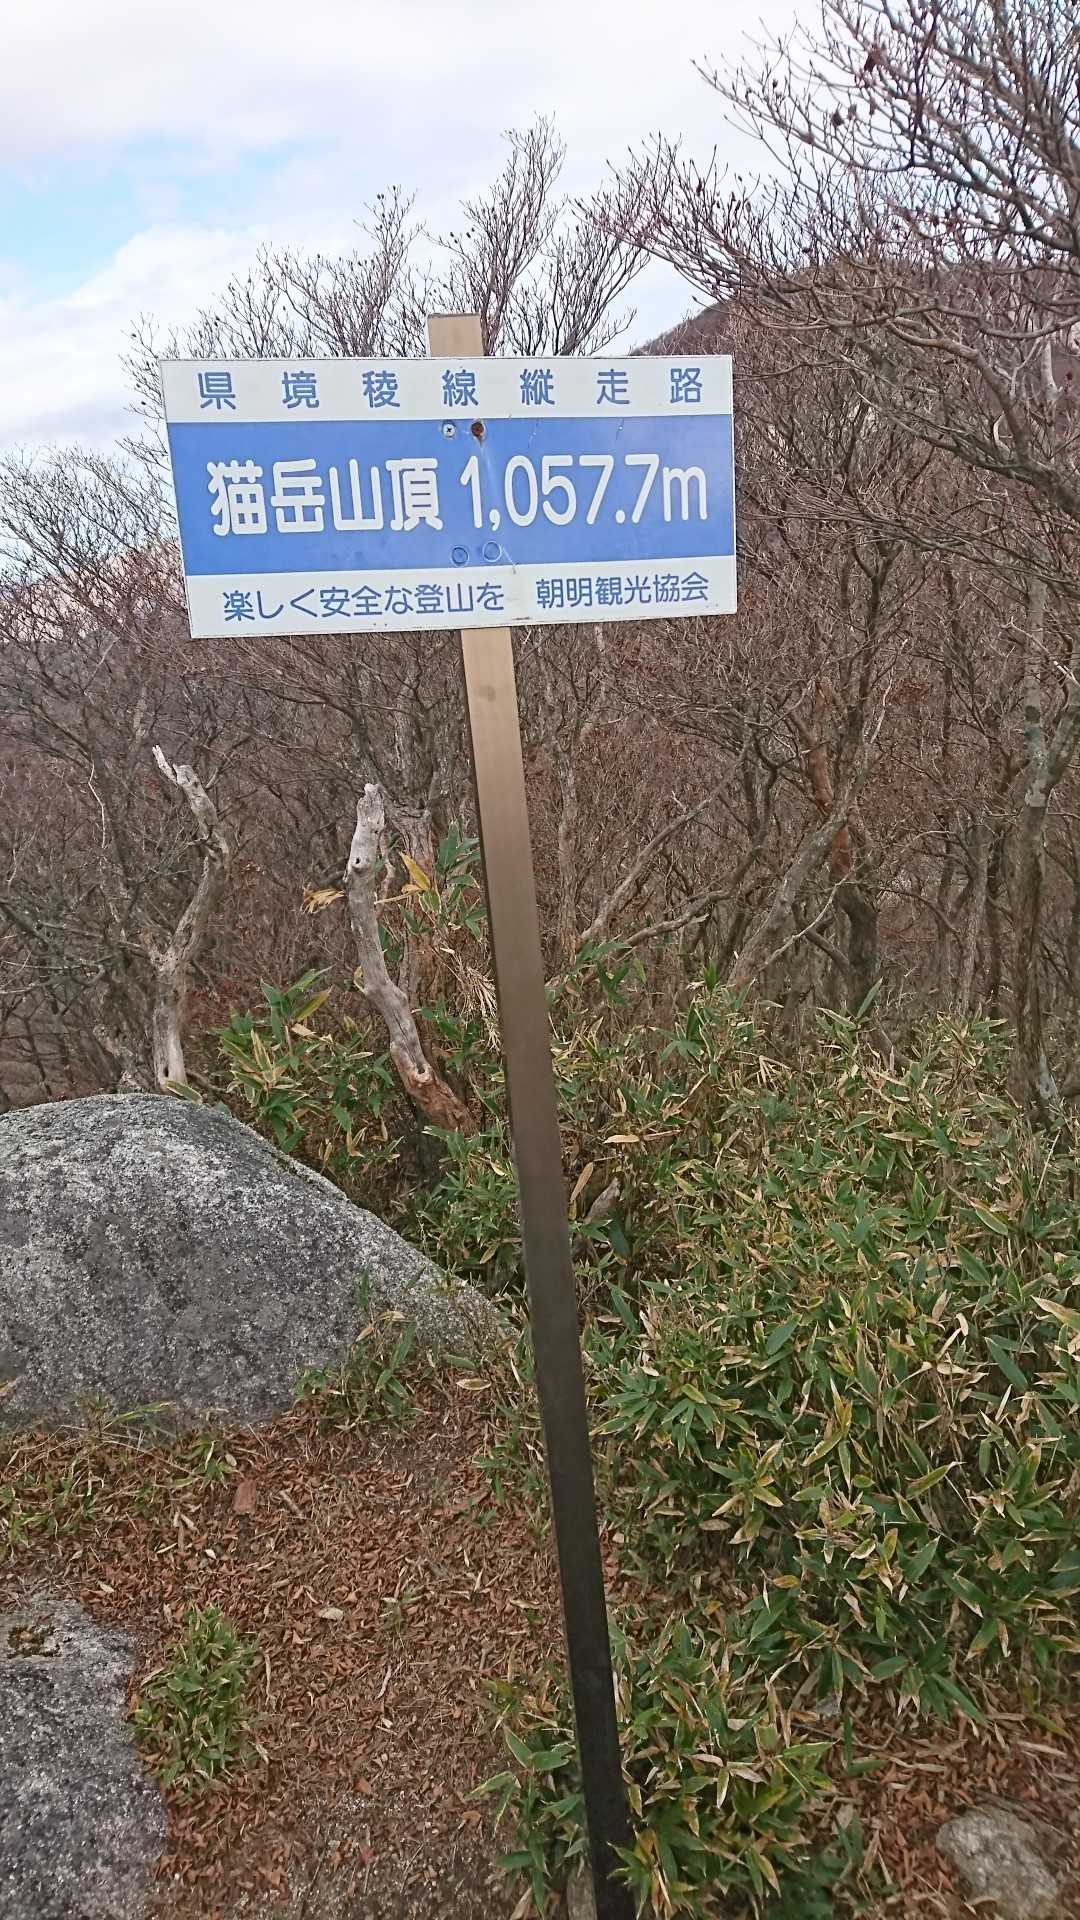 県境稜線縦走路
猫岳山頂 1,057.7m
楽しく安全な登山を 朝明観光協会